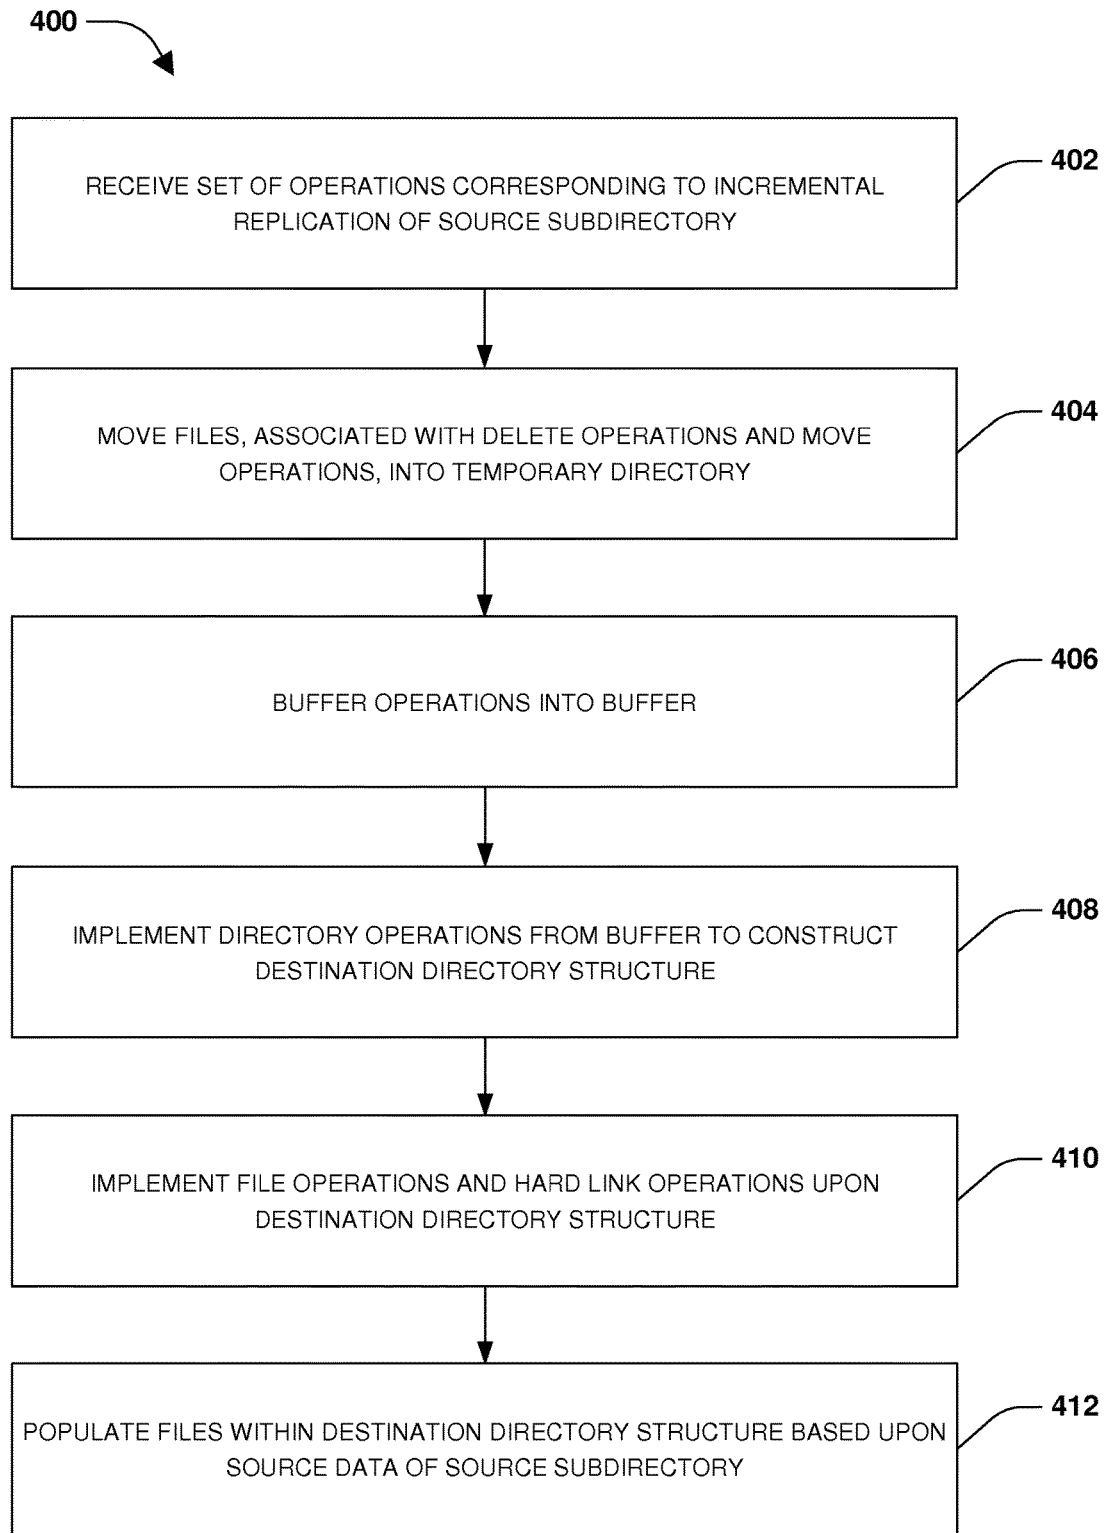 400
RECEIVE SET OF OPERATIONS CORRESPONDING TO INCREMENTAL
REPLICATION OF SOURCE SUBDIRECTORY
402
MOVE FILES, ASSOCIATED WITH DELETE OPERATIONS AND MOVE
OPERATIONS, INTO TEMPORARY DIRECTORY
404
BUFFER OPERATIONS INTO BUFFER
406
IMPLEMENT DIRECTORY OPERATIONS FROM BUFFER TO CONSTRUCT
DESTINATION DIRECTORY STRUCTURE
408
IMPLEMENT FILE OPERATIONS AND HARD LINK OPERATIONS UPON
DESTINATION DIRECTORY STRUCTURE
410
POPULATE FILES WITHIN DESTINATION DIRECTORY STRUCTURE BASED UPON
SOURCE DATA OF SOURCE SUBDIRECTORY
412